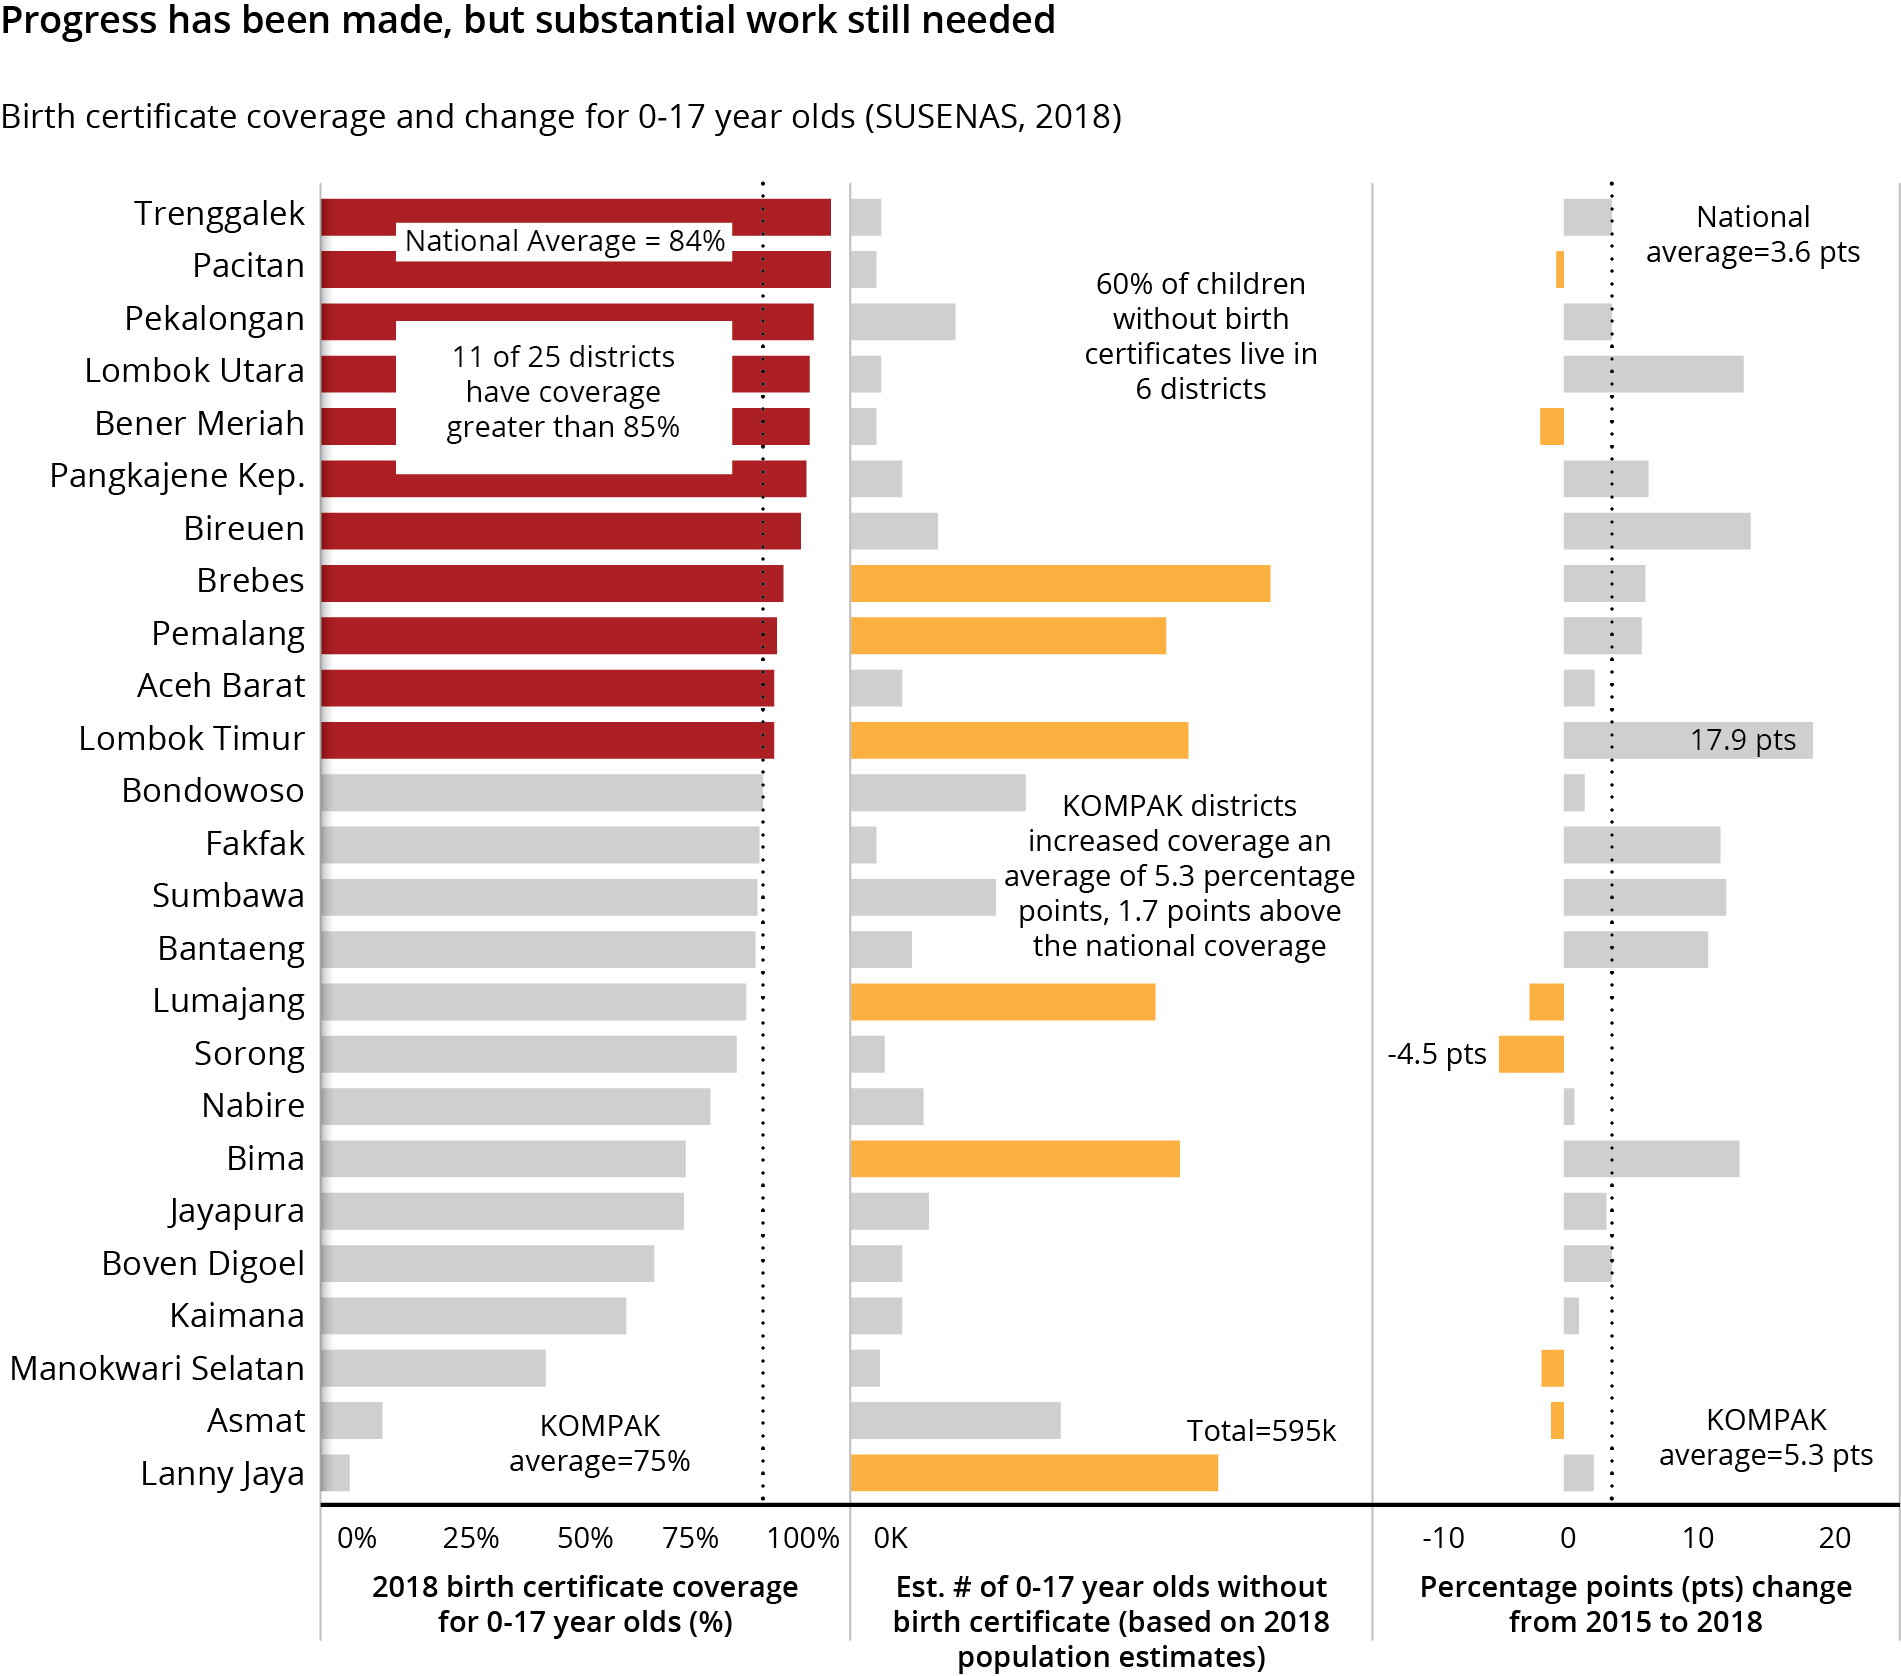 Progress has been made, but substantial work still needed
Birth certificate coverage and change for 0-17 year olds (SUSENAS, 2018)
Trenggalek
Pacitan
Pekalongan
Lombok Utara
Bener Meriah
Pangkajene Kep.
Bireuen
Brebes
Pemalang
Aceh Barat
Lombok Timur
Bondowoso
Fakfak
Sumbawa
Bantaeng
Lumajang
Sorong
Nabire
Bima
Jayapura
Boven Digoel
Kaimana
Manokwari Selatan
Asmat
Lanny Jaya
National Average = 84%
11 of 25 districts
have coverage
greater than 85%
KOMPAK
average=75%
0% 25% 50% 75% 100%
2018 birth certificate coverage
for 0-17 year olds (%)
60% of children
without birth
certificates live in
6 districts
KOMPAK districts
increased coverage an
average of 5.3 percentage
points, 1.7 points above
the national coverage
Total=595k
0K
Est. # of 0-17 year olds without
birth certificate (based on 2018
population estimates)
National
average=3.6 pts
17.9 pts
-4.5 pts
KOMPAK
average=5.3 pts
-10 0 10 20
Percentage points (pts) change
from 2015 to 2018